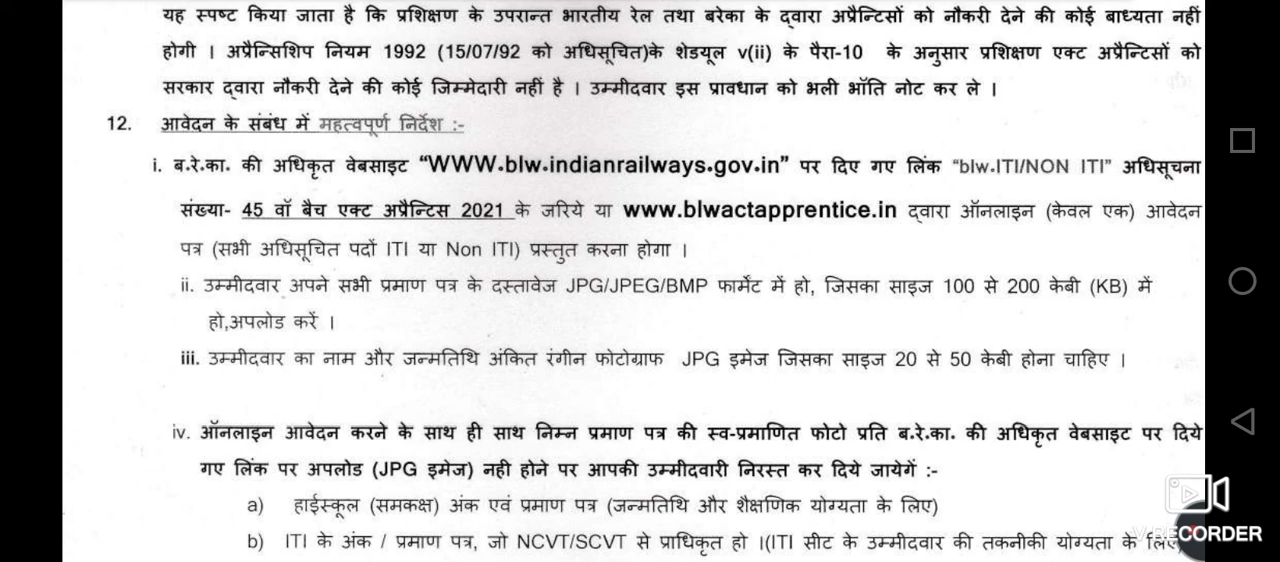 यह स्पष्ट किया जाता है कि प्रशिक्षण के उपरान्त भारतीय रेल तथा बरेका के द्वारा अप्रैन्टिसों को नौकरी देने की कोई बाध्यता नहीं
होगी । अप्रैन्सिशिप नियम 1992 (15/07/92 को अधिसूचित)के शेडयूल v(ii) के पैरा-10 के अनुसार प्रशिक्षण एक्ट अप्रैन्टिसों को
सरकार द्वारा नौकरी देने की कोई जिम्मेदारी नहीं है । उम्मीदवार इस प्रावधान को भली भॉति नोट कर ले ।
12. आवेदन के संबंध में महत्वपूर्ण निर्देश :-
i. ब.रे.का. की अधिकृत वेबसाइट “WWW.blw.indianrailways.gov.in” पर दिए गए लिंक “blw.ITI/NON ITI” अधिसूचना
संख्या- 45 वॉ बैच एक्ट अप्रैन्टिस 2021 के जरिये या www.blwactapprentice.in द्वारा ऑनलाइन (केवल एक) आवेदन
पत्र (सभी अधिसूचित पदों ITI या Non ITI) प्रस्तुत करना होगा ।
ii. उम्मीदवार अपने सभी प्रमाण पत्र के दस्तावेज JPG/JPEG/BMP फार्मेंट में हो, जिसका साइज 100 से 200 केबी (KB) में
हो,अपलोड करें ।
iii. उम्मीदवार का नाम और जन्मतिथि अंकित रंगीन फोटोग्राफ JPG इमेज जिसका साइज 20 से 50 केबी होना चाहिए ।
iv. ऑनलाइन आवेदन करने के साथ ही साथ निम्न प्रमाण पत्र की स्व-प्रमाणित फोटो प्रति ब.रे.का. की अधिकृत वेबसाइट पर दिये
गए लिंक पर अपलोड (JPG इमेज) नही होने पर आपकी उम्मीदवारी निरस्त कर दिये जायेगें :-
a) हाईस्कूल (समकक्ष) अंक एवं प्रमाण पत्र (जन्मतिथि और शैक्षणिक योग्यता के लिए)
b) ITI के अंक / प्रमाण पत्र, जो NCVT/SCVT से प्राधिकृत हो ।((ITI सीट के उम्मीदवार की तकनीकी योग्यता के लिए)
V RECORDER